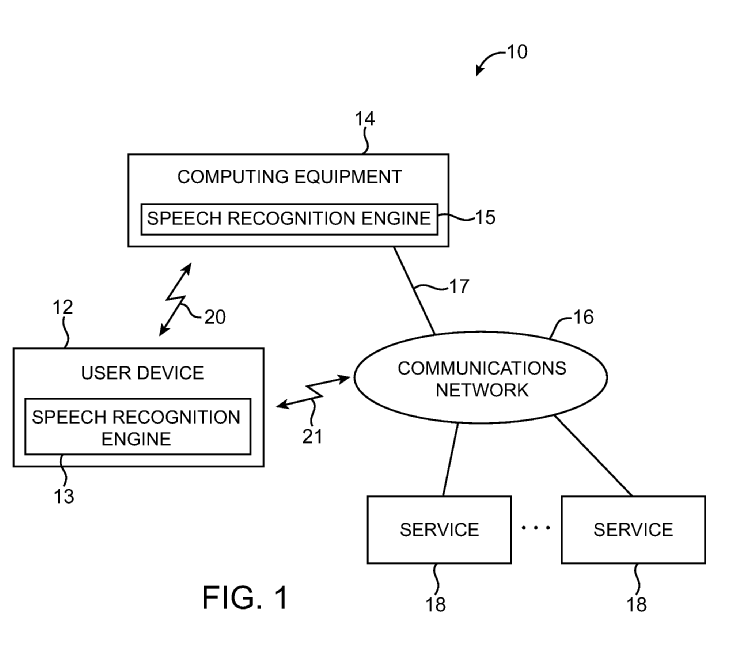 10
14
COMPUTING EQUIPMENT
SPEECH RECOGNITION ENGINE
15
17
20
12
16
USER DEVICE
COMMUNICATIONS
NETWORK
SPEECH RECOGNITION
ENGINE
21
13
SERVICE
...
SERVICE
18
18
FIG. 1